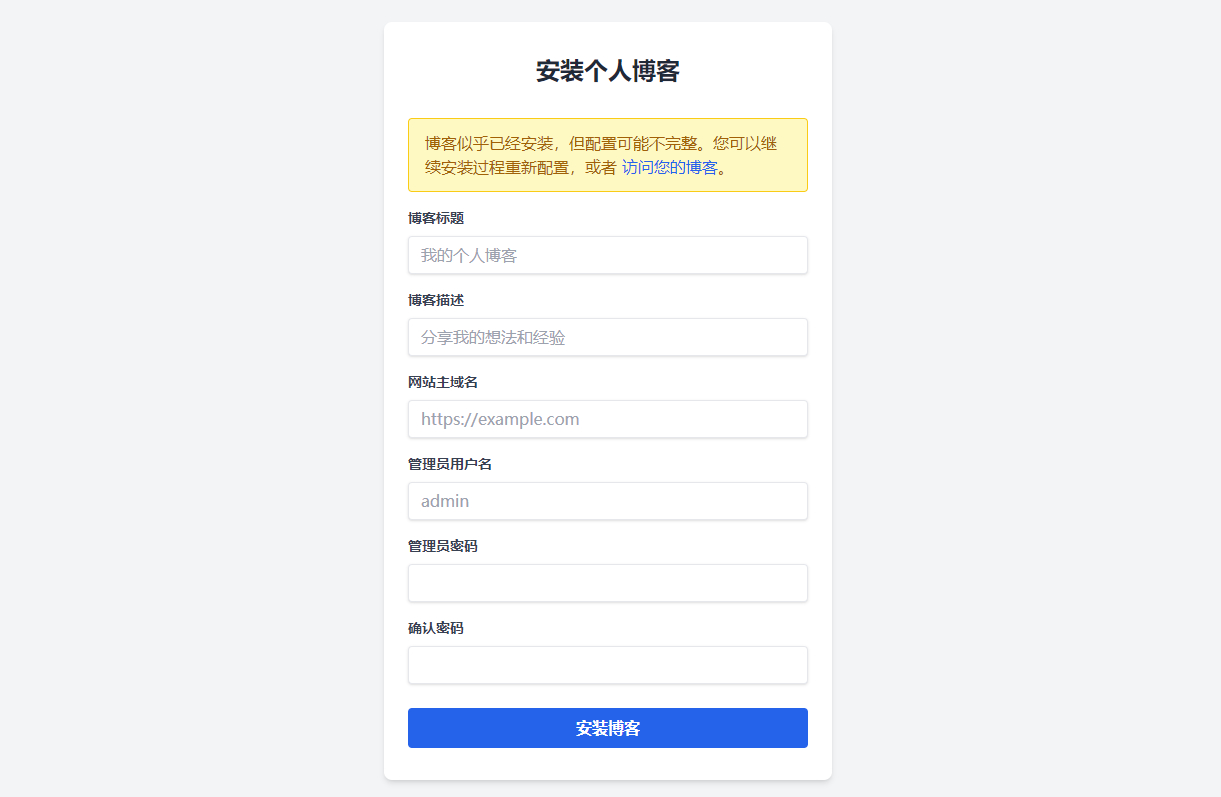 安装个人博客
博客似乎已经安装，但配置可能不完整。您可以继
续安装过程重新配置，或者 访问您的博客。
博客标题
我的个人博客
博客描述
分享我的想法和经验
网站主域名
https://example.com
管理员用户名
admin
管理员密码
确认密码
安装博客